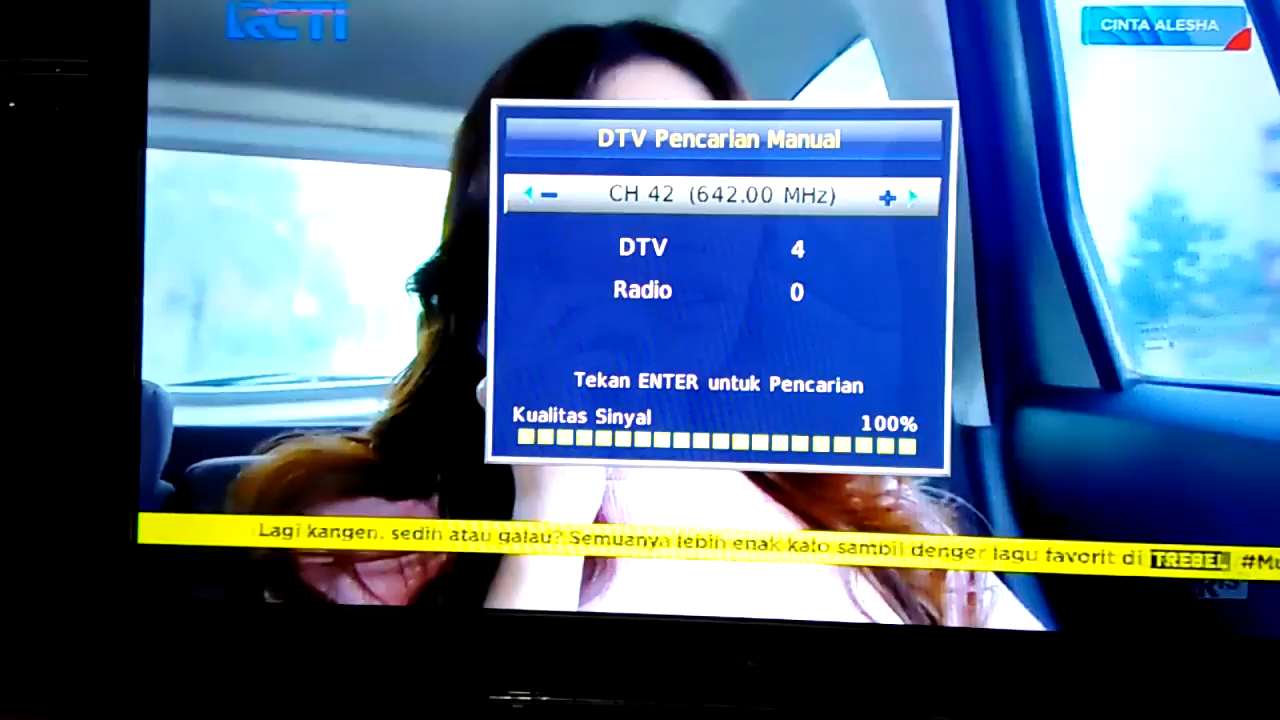 RCTI
CINTA ALESHA
DTV Pencarian Manual
CH 42 (642.00 MHz)
DTV 4
Radio 0
Tekan ENTER untuk Pencarian
Kualitas Sinyal 100%
Lagi kangen, sedih atau galau? Semuanya lebih enak kalo sambil denger lagu favorit di TREBEL